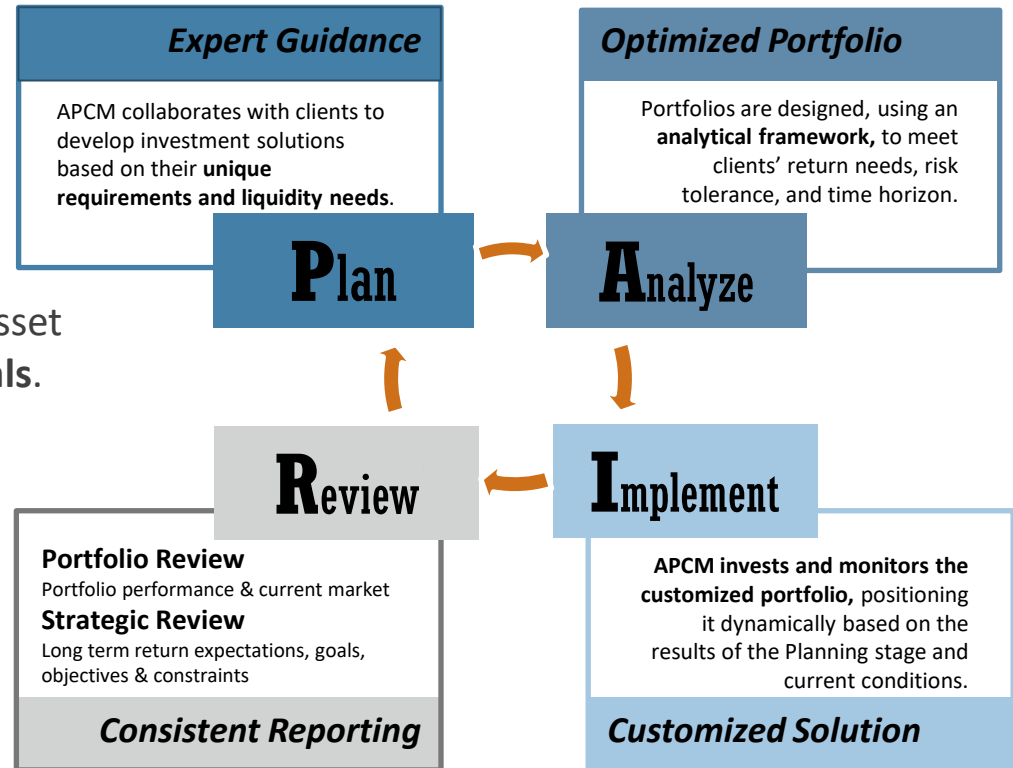 Expert Guidance
APCM collaborates with clients to
develop investment solutions
based on their unique
requirements and liquidity needs.
Optimized Portfolio
Portfolios are designed, using an
analytical framework, to meet
clients’ return needs, risk
tolerance, and time horizon.
Plan
Analyze
sset
ls.
Review
Implement
Portfolio Review
Portfolio performance & current market
Strategic Review
Long term return expectations, goals,
objectives & constraints
Consistent Reporting
APCM invests and monitors the
customized portfolio, positioning
it dynamically based on the
results of the Planning stage and
current conditions.
Customized Solution